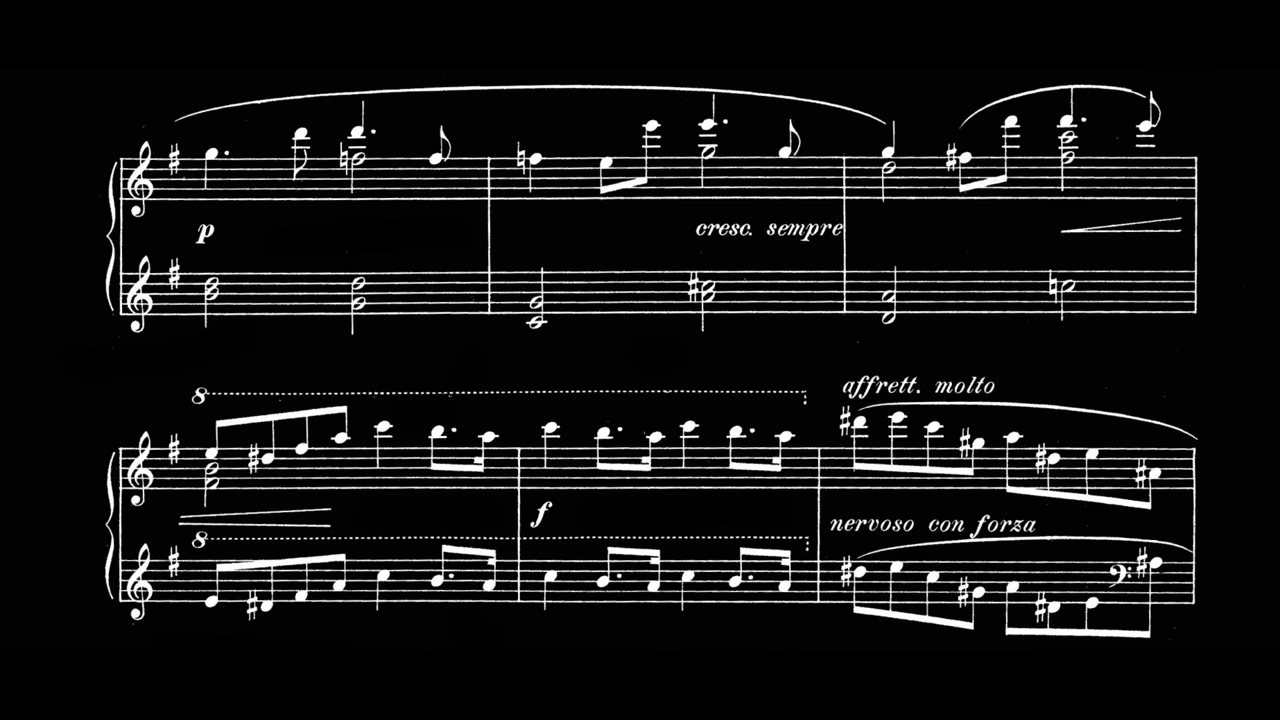 p
cresc. sempre
8
affrett. molto
f
nervoso con forza
8